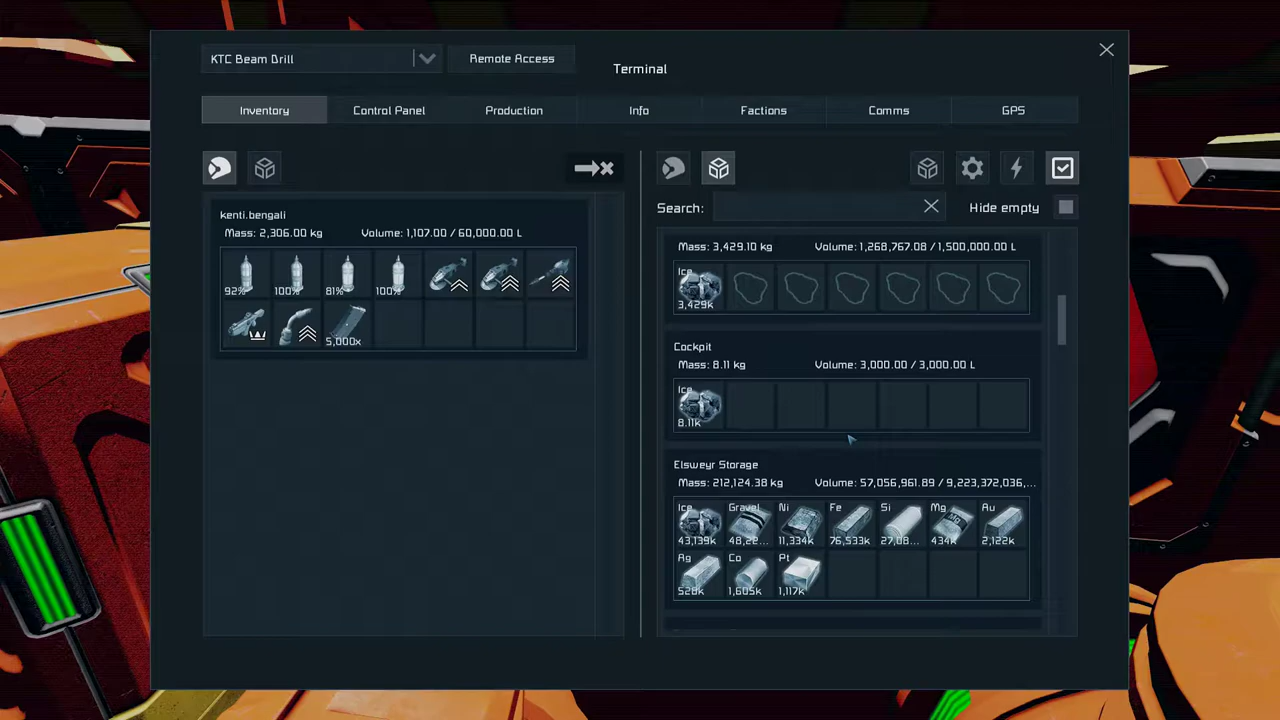 KTC Beam Drill
Remote Access
Terminal
Inventory
Control Panel
Production
Info
Factions
Comms
GPS
kenti.bengali
Mass: 2,306.00 kg Volume: 1,107.00 / 60,000.00 L
92% 100% 81% 100%
5,000x
Search:
Hide empty
Mass: 3,429.10 kg Volume: 1,268,767.08 / 1,500,000.00 L
Ice
3,429k
Cockpit
Mass: 8.11 kg Volume: 3,000.00 / 3,000.00 L
Ice
8.11k
Elsweyr Storage
Mass: 212,124.38 kg Volume: 57,056,961.89 / 9,223,372,036,...
Ice Gravel Ni Fe Si Mg Au
43,139k 48,22... 11,334k 76,533k 27,08... 434k 2,122k
Ag Co Pt
528k 1,605k 1,117k